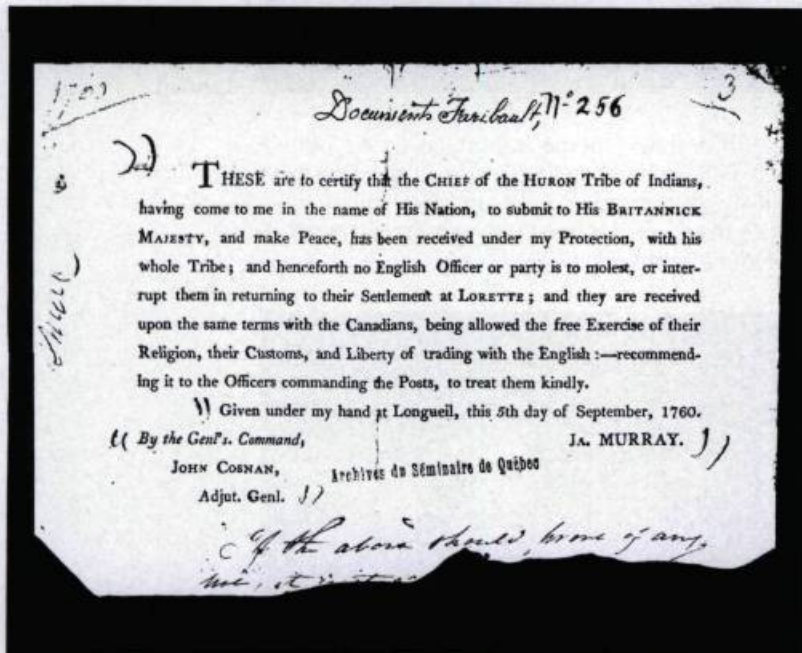 3
Documents Faribault, No 256
THESE are to certify that the CHIEF of the HURON Tribe of Indians,
having come to me in the name of His Nation, to submit to His BRITANNICK
MAJESTY, and make Peace, has been received under my Protection, with his
whole Tribe; and henceforth no English Officer or party is to molest, or inter-
rupt them in returning to their Settlement at LORETTE; and they are received
upon the same terms with the Canadians, being allowed the free Exercise of their
Religion, their Customs, and Liberty of trading with the English:—recommend-
ing it to the Officers commanding the Posts, to treat them kindly.
Given under my hand at Longueil, this 5th day of September, 1760.
By the Genl's. Command, JA. MURRAY.
JOHN COSNAN,
Adjut. Genl.
Archives du Séminaire de Québec
If the above should prove of any
use, it